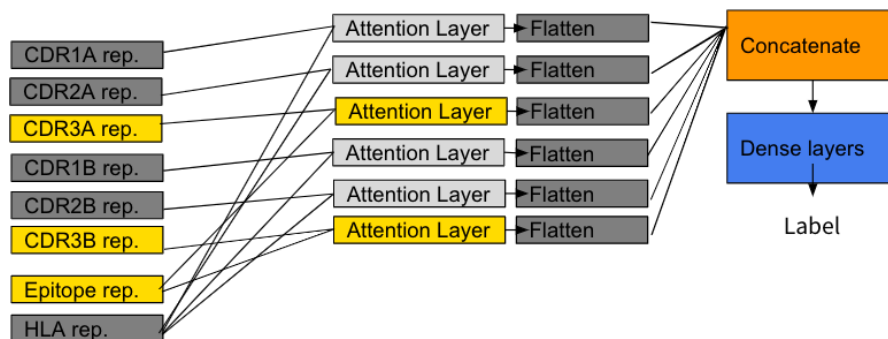 CDR1A rep.
CDR2A rep.
CDR3A rep.
CDR1B rep.
CDR2B rep.
CDR3B rep.
Epitope rep.
HLA rep.
Attention Layer
Flatten
Attention Layer
Flatten
Attention Layer
Flatten
Attention Layer
Flatten
Attention Layer
Flatten
Attention Layer
Flatten
Concatenate
Dense layers
Label